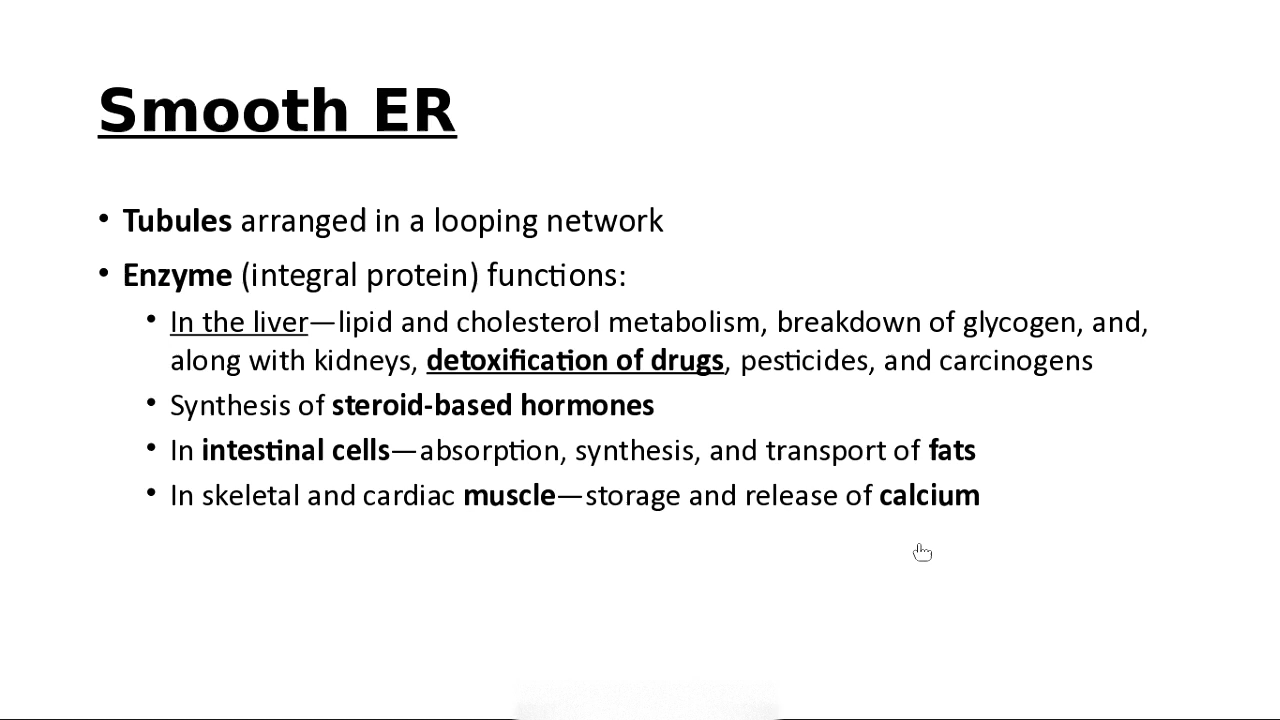 Smooth ER
• Tubules arranged in a looping network
• Enzyme (integral protein) functions:
• In the liver—lipid and cholesterol metabolism, breakdown of glycogen, and,
along with kidneys, detoxification of drugs, pesticides, and carcinogens
• Synthesis of steroid-based hormones
• In intestinal cells—absorption, synthesis, and transport of fats
• In skeletal and cardiac muscle—storage and release of calcium